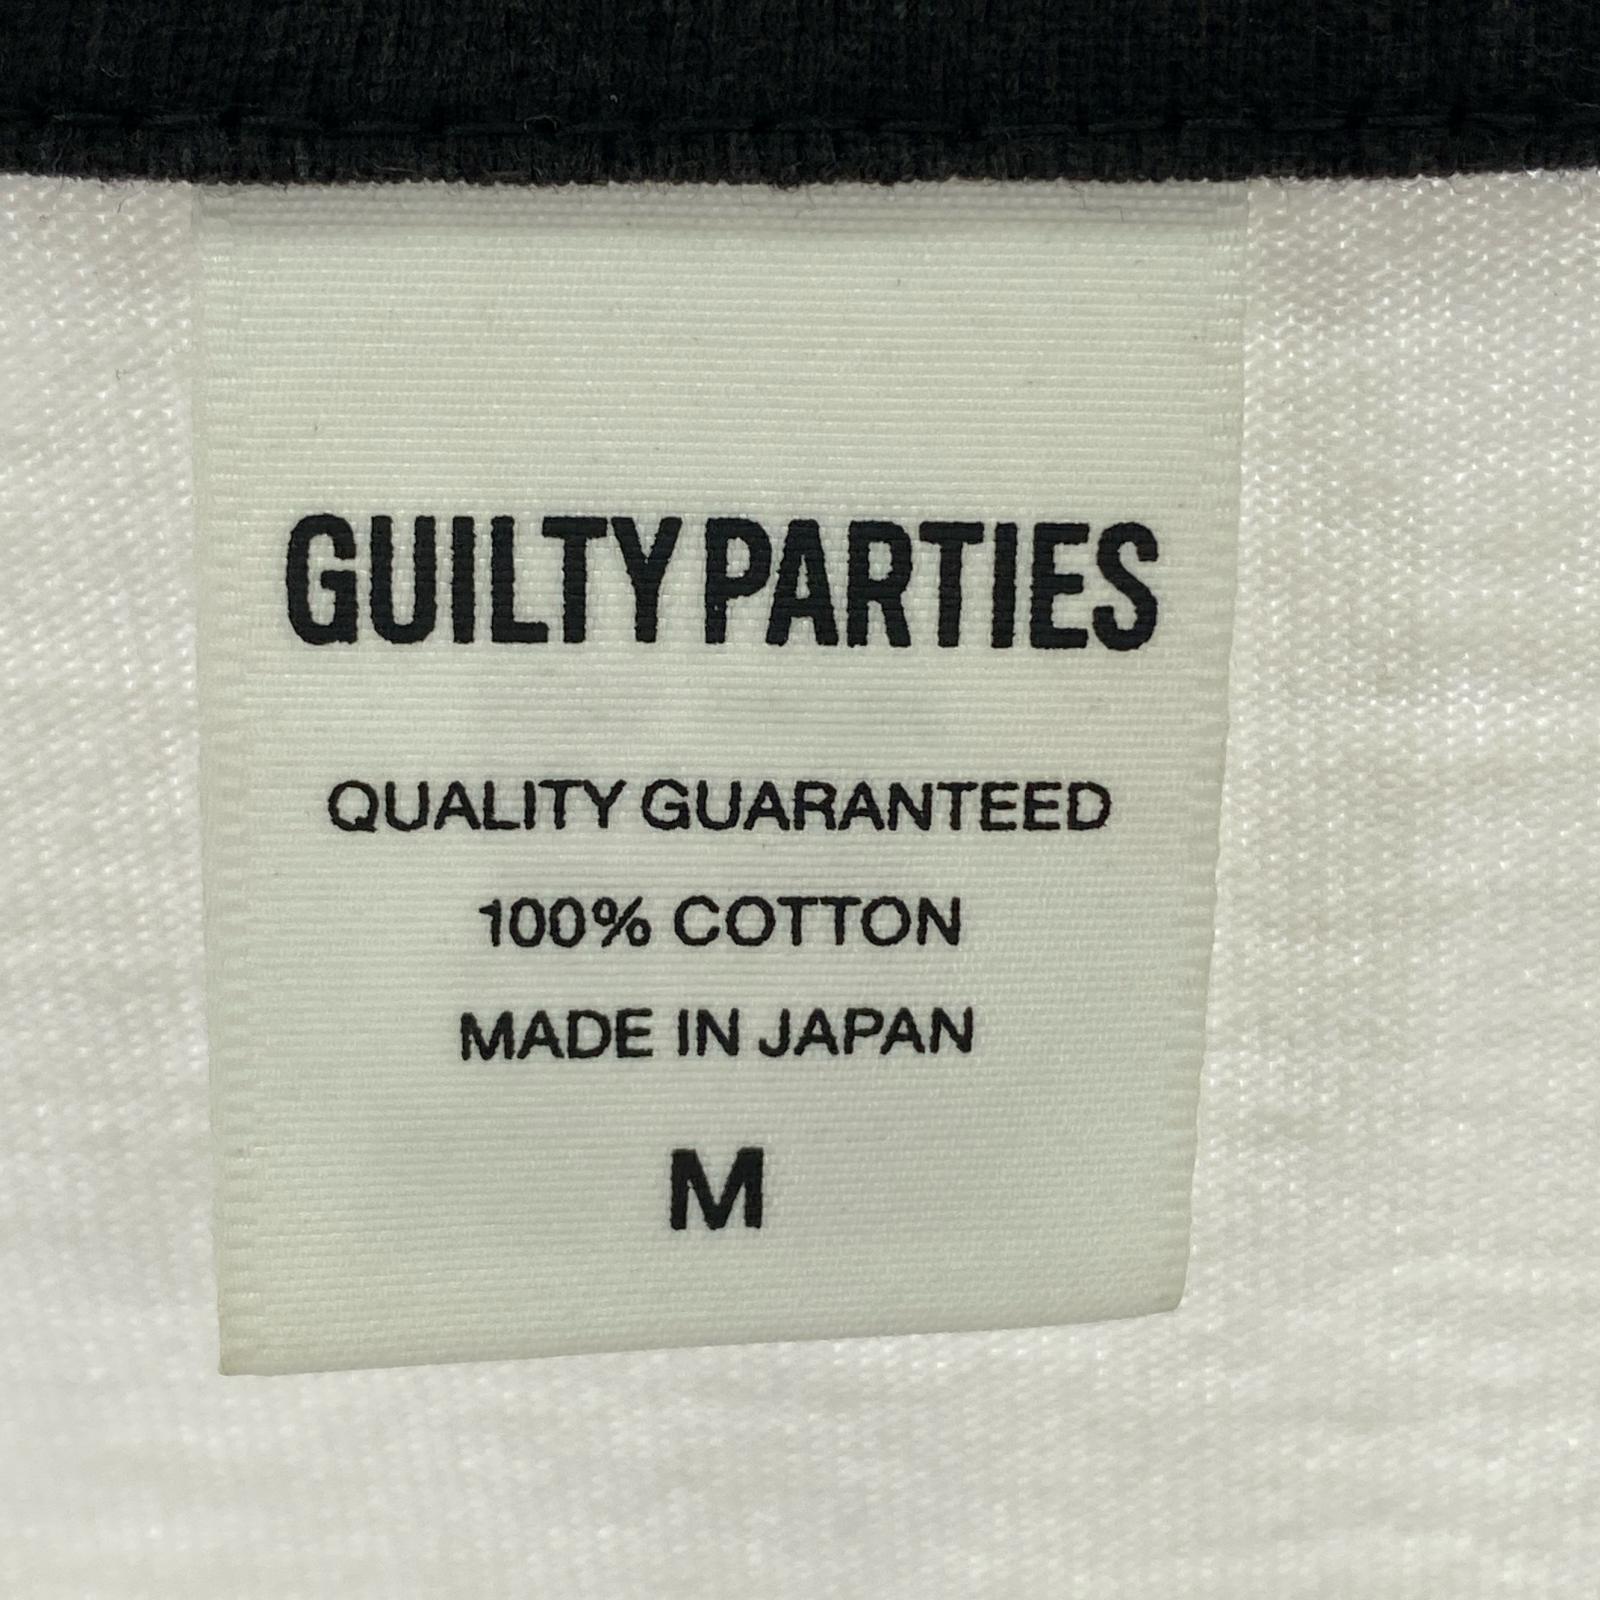 GUILTY PARTIES
QUALITY GUARANTEED
100% COTTON
MADE IN JAPAN
M